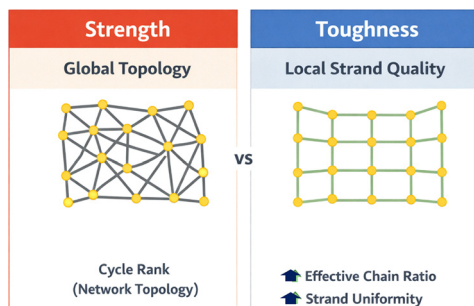 Strength
Global Topology
Cycle Rank
(Network Topology)
vs
Toughness
Local Strand Quality
Effective Chain Ratio
Strand Uniformity